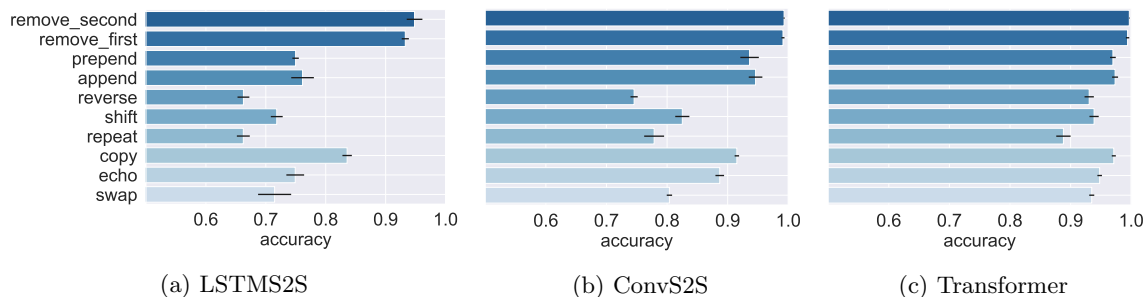 remove_second
remove_first
prepend
append
reverse
shift
repeat
copy
echo
swap
0.6 0.7 0.8 0.9 1.0
accuracy
0.6 0.7 0.8 0.9 1.0
accuracy
0.6 0.7 0.8 0.9 1.0
accuracy
(a) LSTMS2S
(b) ConvS2S
(c) Transformer